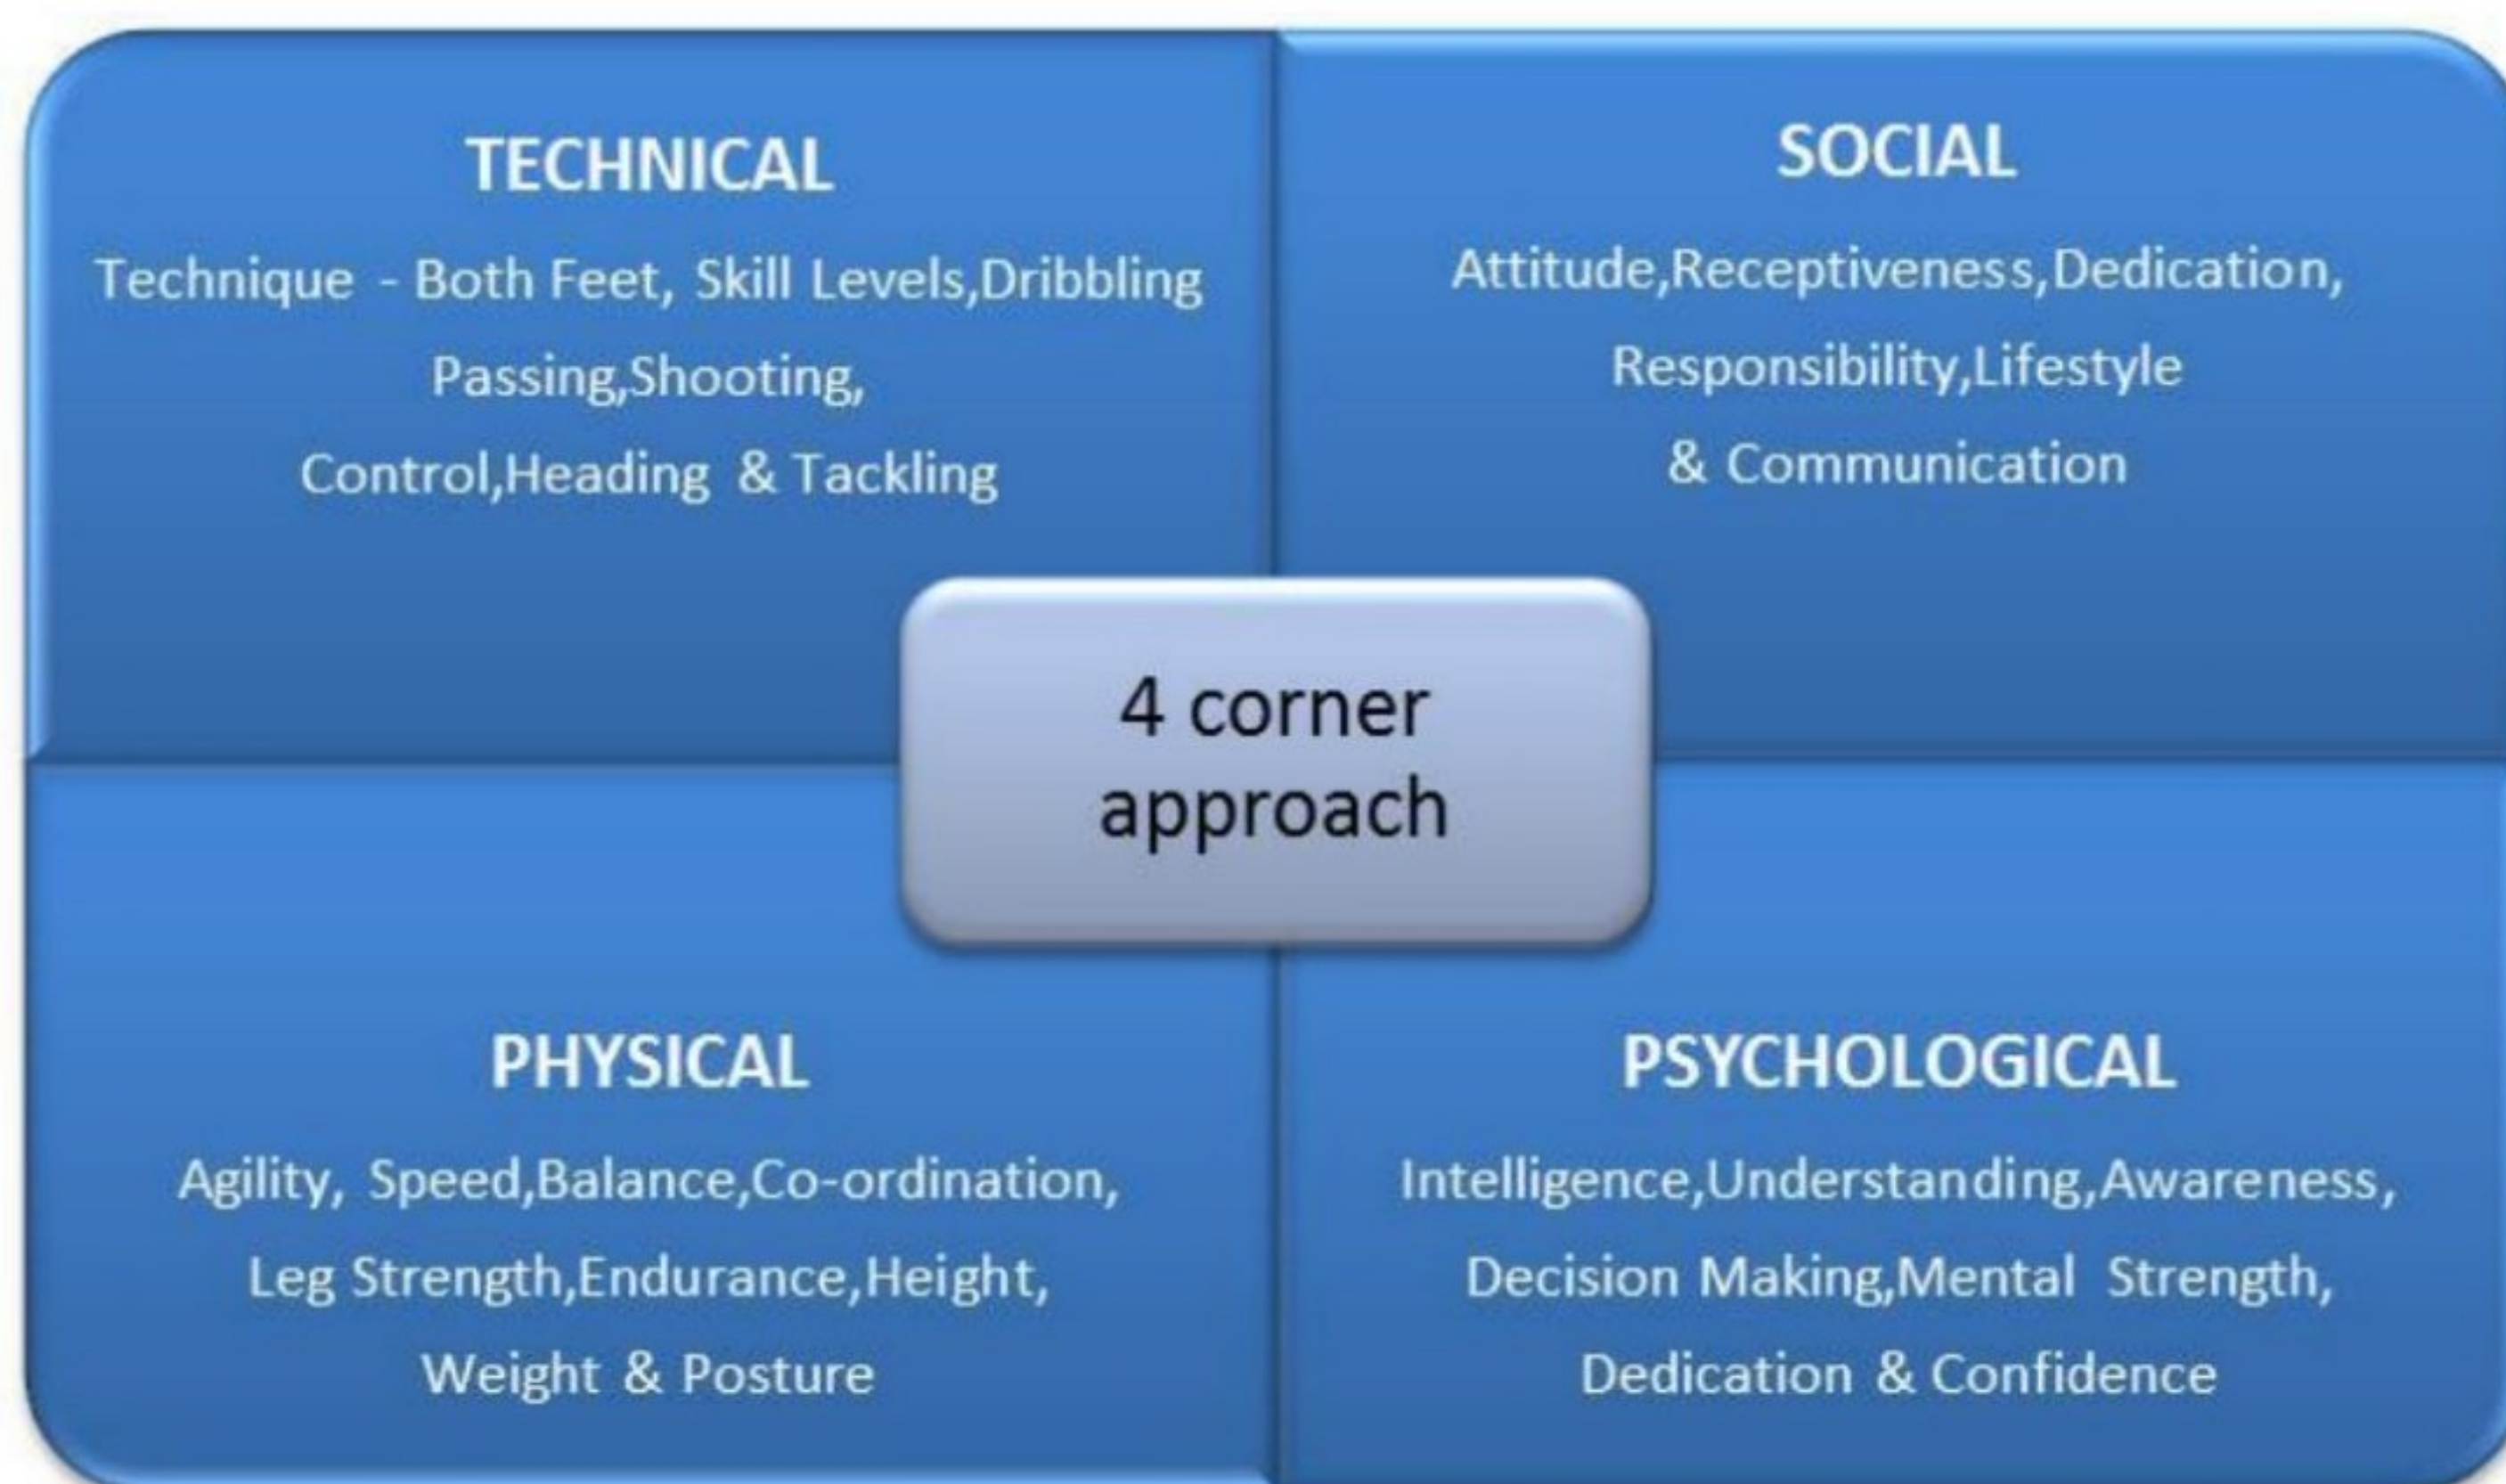 TECHNICAL
Technique - Both Feet, Skill Levels,Dribbling
Passing,Shooting,
Control,Heading & Tackling
SOCIAL
Attitude,Receptiveness,Dedication,
Responsibility,Lifestyle
& Communication
4 corner
approach
PHYSICAL
Agility, Speed,Balance,Co-ordination,
Leg Strength,Endurance,Height,
Weight & Posture
PSYCHOLOGICAL
Intelligence,Understanding,Awareness,
Decision Making,Mental Strength,
Dedication & Confidence